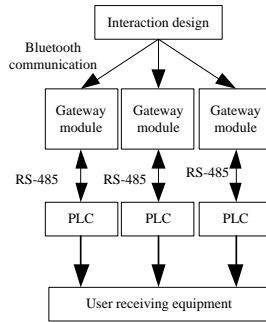 Interaction design
Bluetooth
communication
Gateway
module
Gateway
module
Gateway
module
RS-485
RS-485
RS-485
PLC
PLC
PLC
User receiving equipment